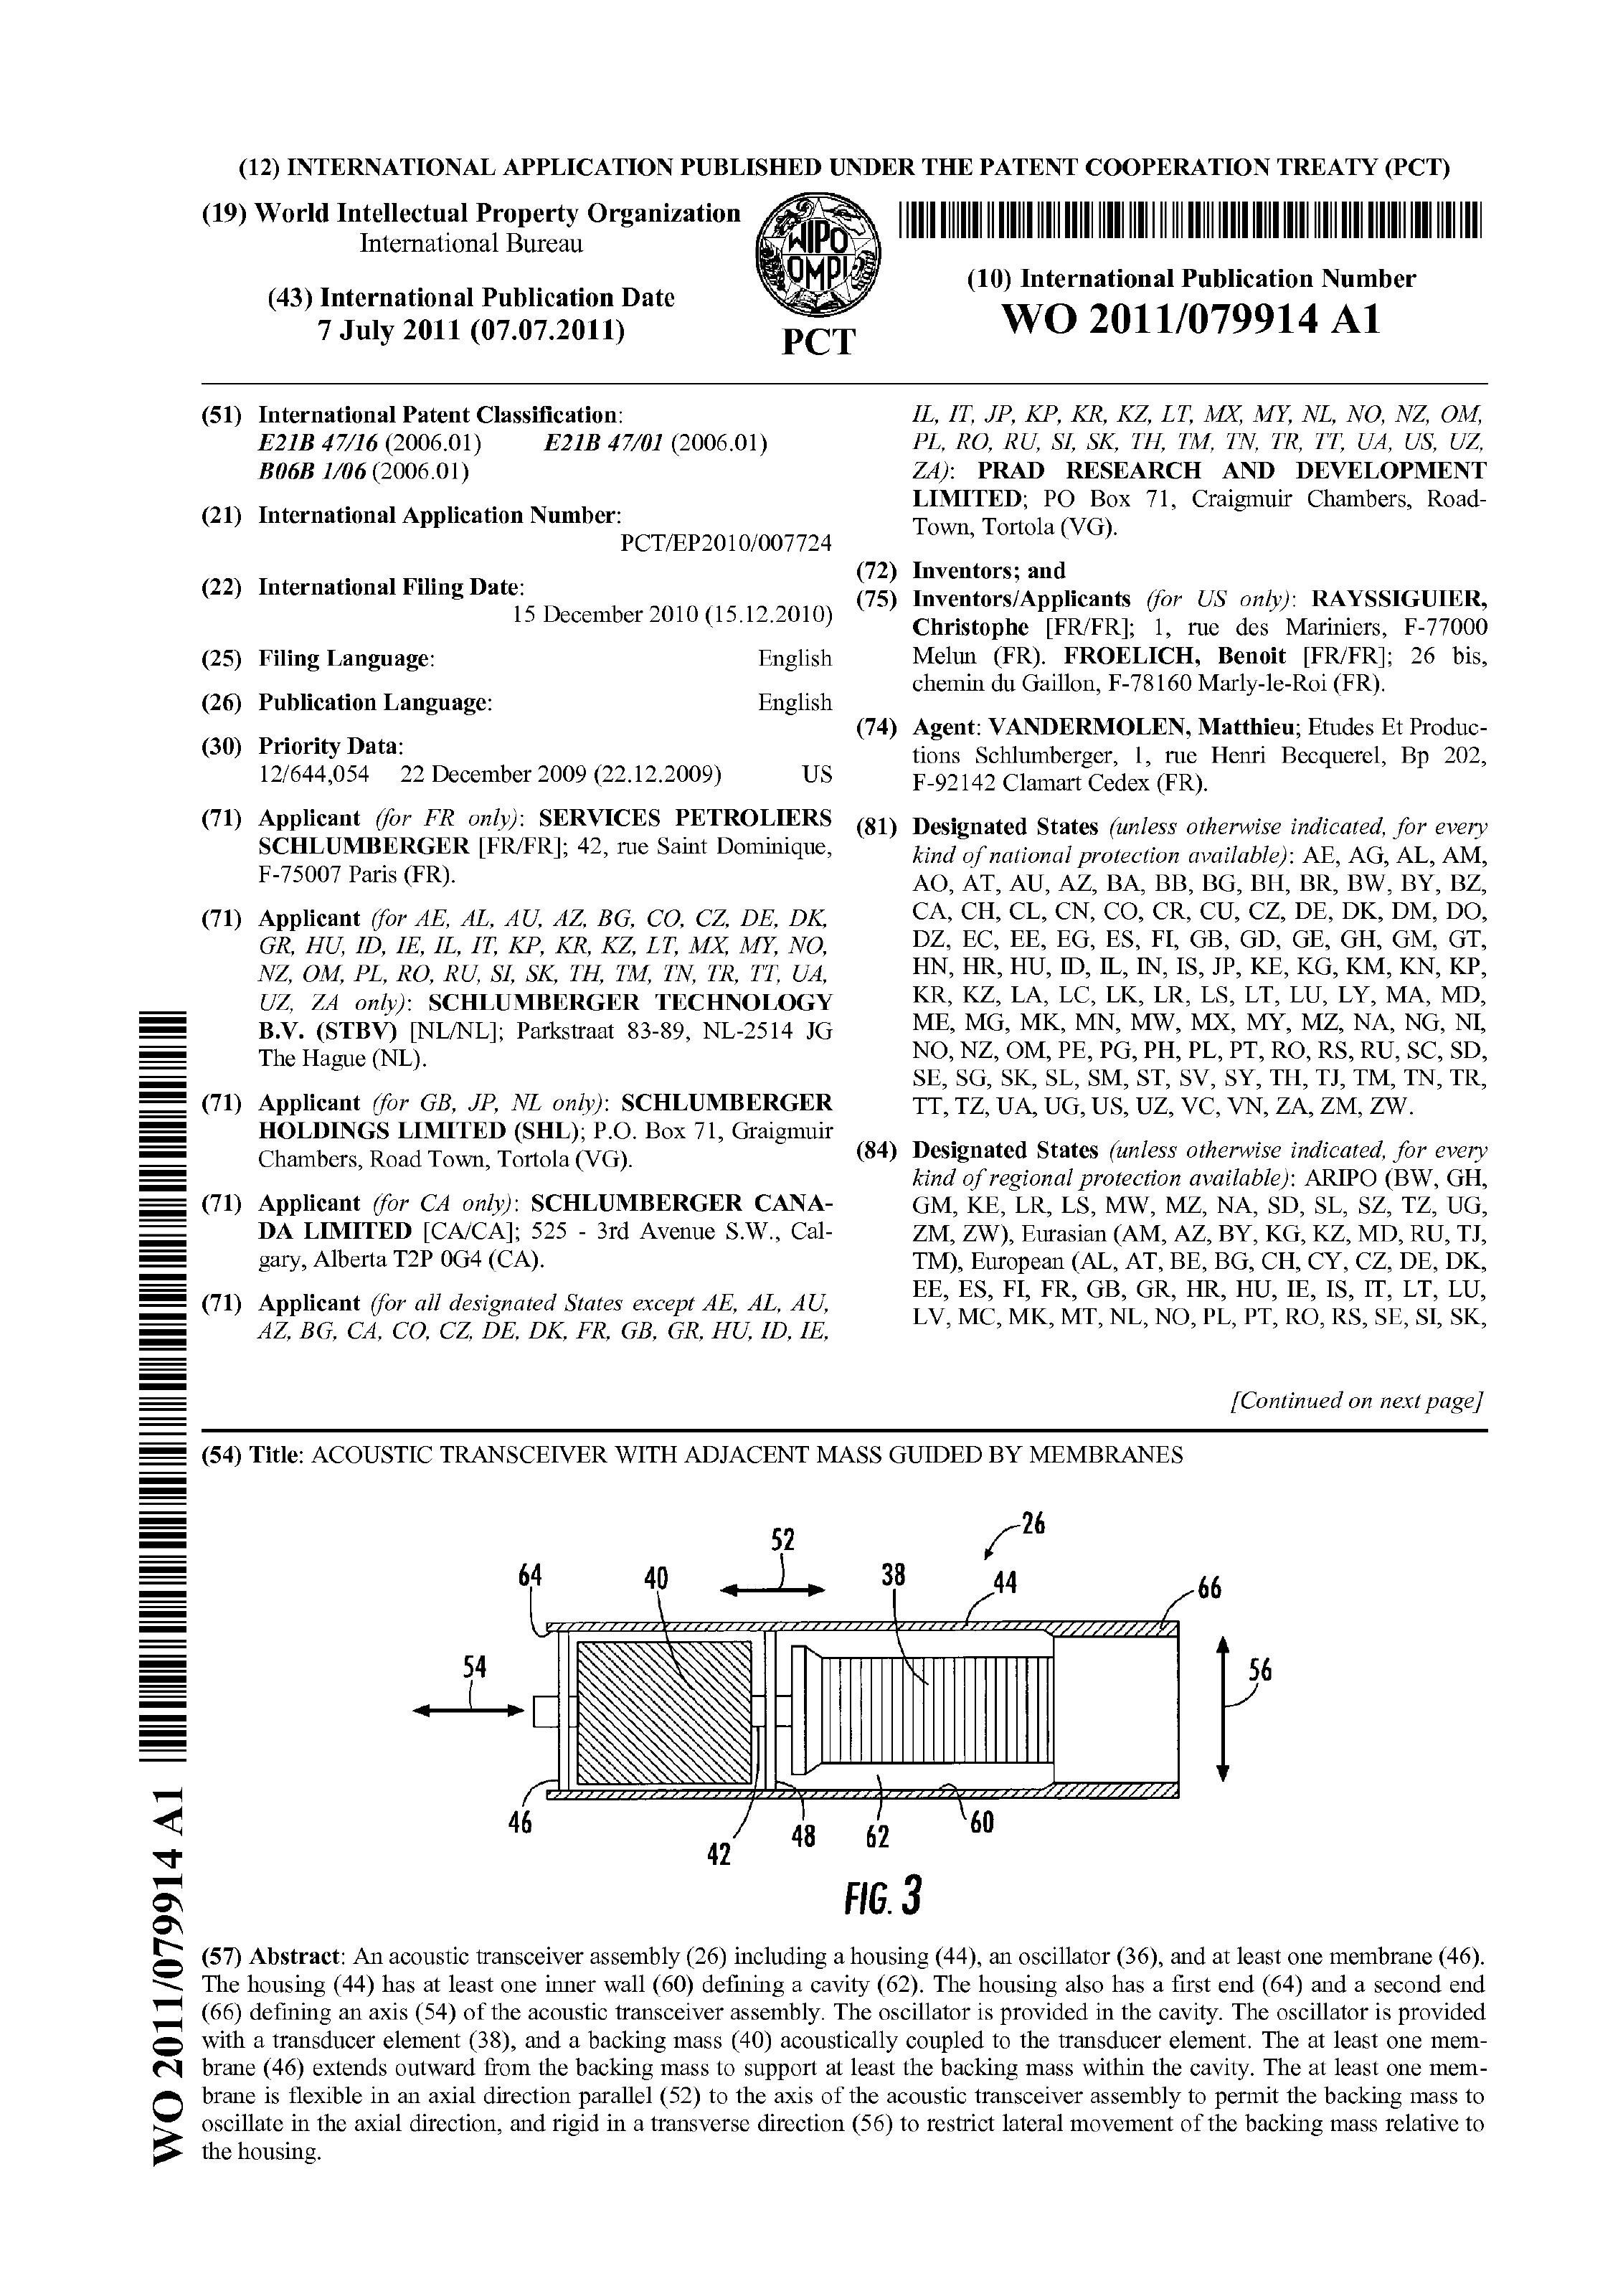 (12) INTERNATIONAL APPLICATION PUBLISHED UNDER THE PATENT COOPERATION TREATY (PCT)
(19) World Intellectual Property Organization
International Bureau
(43) International Publication Date
7 July 2011 (07.07.2011)
WIPO
OMPI
PCT
(10) International Publication Number
WO 2011/079914 A1
(51) International Patent Classification:
E21B 47/16 (2006.01) E21B 47/01 (2006.01)
B06B 1/06 (2006.01)
(21) International Application Number:
PCT/EP2010/007724
(22) International Filing Date:
15 December 2010 (15.12.2010)
(25) Filing Language: English
(26) Publication Language: English
(30) Priority Data:
12/644,054 22 December 2009 (22.12.2009) US
(71) Applicant (for FR only): SERVICES PETROLIERS
SCHLUMBERGER [FR/FR]; 42, rue Saint Dominique,
F-75007 Paris (FR).
(71) Applicant (for AE, AL, AU, AZ, BG, CO, CZ, DE, DK,
GR, HU, ID, IE, IL, IT, KP, KR, KZ, LT, MX, MY, NO,
NZ, OM, PL, RO, RU, SI, SK, TH, TM, TN, TR, TT, UA,
UZ, ZA only): SCHLUMBERGER TECHNOLOGY
B.V. (STBV) [NL/NL]; Parkstraat 83-89, NL-2514 JG
The Hague (NL).
(71) Applicant (for GB, JP, NL only): SCHLUMBERGER
HOLDINGS LIMITED (SHL); P.O. Box 71, Graigmuir
Chambers, Road Town, Tortola (VG).
(71) Applicant (for CA only): SCHLUMBERGER CANA-
DA LIMITED [CA/CA]; 525 - 3rd Avenue S.W., Cal-
gary, Alberta T2P 0G4 (CA).
(71) Applicant (for all designated States except AE, AL, AU,
AZ, BG, CA, CO, CZ, DE, DK, FR, GB, GR, HU, ID, IE,
IL, IT, JP, KP, KR, KZ, LT, MX, MY, NL, NO, NZ, OM,
PL, RO, RU, SI, SK, TH, TM, TN, TR, TT, UA, US, UZ,
ZA): PRAD RESEARCH AND DEVELOPMENT
LIMITED; PO Box 71, Craigmuir Chambers, Road-
Town, Tortola (VG).
(72) Inventors; and
(75) Inventors/Applicants (for US only): RAYSSIGUIER,
Christophe [FR/FR]; 1, rue des Mariniers, F-77000
Melun (FR). FROELICH, Benoit [FR/FR]; 26 bis,
chemin du Gaillon, F-78160 Marly-le-Roi (FR).
(74) Agent: VANDERMOLEN, Matthieu; Etudes Et Produc-
tions Schlumberger, 1, rue Henri Becquerel, Bp 202,
F-92142 Clamart Cedex (FR).
(81) Designated States (unless otherwise indicated, for every
kind of national protection available): AE, AG, AL, AM,
AO, AT, AU, AZ, BA, BB, BG, BH, BR, BW, BY, BZ,
CA, CH, CL, CN, CO, CR, CU, CZ, DE, DK, DM, DO,
DZ, EC, EE, EG, ES, FI, GB, GD, GE, GH, GM, GT,
HN, HR, HU, ID, IL, IN, IS, JP, KE, KG, KM, KN, KP,
KR, KZ, LA, LC, LK, LR, LS, LT, LU, LY, MA, MD,
ME, MG, MK, MN, MW, MX, MY, MZ, NA, NG, NI,
NO, NZ, OM, PE, PG, PH, PL, PT, RO, RS, RU, SC, SD,
SE, SG, SK, SL, SM, ST, SV, SY, TH, TJ, TM, TN, TR,
TT, TZ, UA, UG, US, UZ, VC, VN, ZA, ZM, ZW.
(84) Designated States (unless otherwise indicated, for every
kind of regional protection available): ARIPO (BW, GH,
GM, KE, LR, LS, MW, MZ, NA, SD, SL, SZ, TZ, UG,
ZM, ZW), Eurasian (AM, AZ, BY, KG, KZ, MD, RU, TJ,
TM), European (AL, AT, BE, BG, CH, CY, CZ, DE, DK,
EE, ES, FI, FR, GB, GR, HR, HU, IE, IS, IT, LT, LU,
LV, MC, MK, MT, NL, NO, PL, PT, RO, RS, SE, SI, SK,
[Continued on next page]
(54) Title: ACOUSTIC TRANSCEIVER WITH ADJACENT MASS GUIDED BY MEMBRANES
26
52
64
40
38
44
66
54
56
46
42
48
62
60
FIG. 3
(57) Abstract: An acoustic transceiver assembly (26) including a housing (44), an oscillator (36), and at least one membrane (46).
The housing (44) has at least one inner wall (60) defining a cavity (62). The housing also has a first end (64) and a second end
(66) defining an axis (54) of the acoustic transceiver assembly. The oscillator is provided in the cavity. The oscillator is provided
with a transducer element (38), and a backing mass (40) acoustically coupled to the transducer element. The at least one mem-
brane (46) extends outward from the backing mass to support at least the backing mass within the cavity. The at least one mem-
brane is flexible in an axial direction parallel (52) to the axis of the acoustic transceiver assembly to permit the backing mass to
oscillate in the axial direction, and rigid in a transverse direction (56) to restrict lateral movement of the backing mass relative to
the housing.
WO 2011/079914 A1